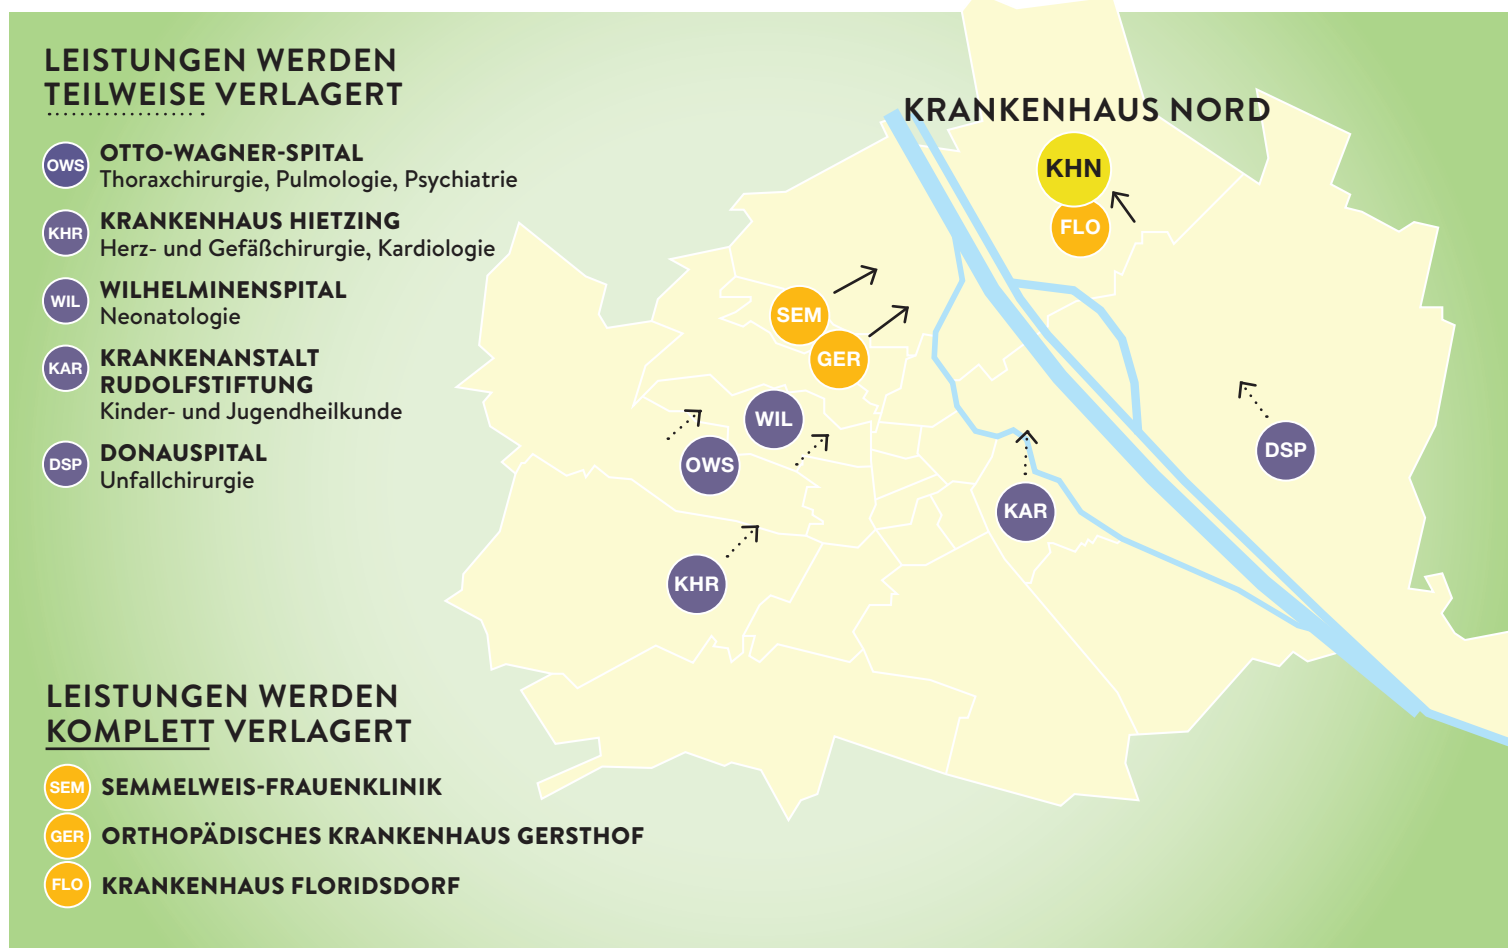 LEISTUNGEN WERDEN
TEILWEISE VERLAGERT
OWS OTTO-WAGNER-SPITAL
Thoraxchirurgie, Pulmologie, Psychiatrie
KHR KRANKENHAUS HIETZING
Herz- und Gefäßchirurgie, Kardiologie
WIL WILHELMINENSPITAL
Neonatologie
KAR KRANKENANSTALT
RUDOLFSTIFTUNG
Kinder- und Jugendheilkunde
DSP DONAUSPITAL
Unfallchirurgie
LEISTUNGEN WERDEN
KOMPLETT VERLAGERT
SEM SEMMELWEIS-FRAUENKLINIK
GER ORTHOPÄDISCHES KRANKENHAUS GERSTHOF
FLO KRANKENHAUS FLORIDSDORF
KRANKENHAUS NORD
KHN
FLO
SEM
GER
WIL
OWS
DSP
KAR
KHR